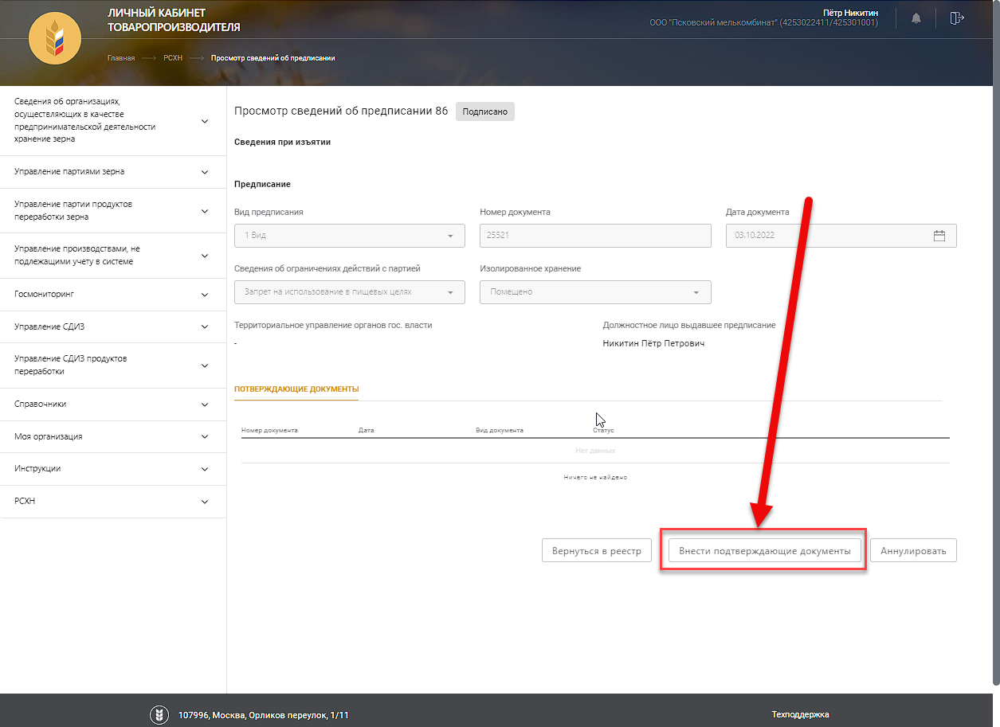 ЛИЧНЫЙ КАБИНЕТ
ТОВАРОПРОИЗВОДИТЕЛЯ
Пётр Никитин
ООО "Псковский мелькомбинат" (4253022411/425301001)
Главная
РСХН
Просмотр сведений об предписании
Сведения об организациях,
осуществляющих в качестве
предпринимательской деятельности
хранение зерна
Управление партиями зерна
Управление партии продуктов
переработки зерна
Управление производствами, не
подлежащими учету в системе
Госмониторинг
Управление СДИЗ
Управление СДИЗ продуктов
переработки
Справочники
Моя организация
Инструкции
РСХН
Просмотр сведений об предписании 86
Подписано
Сведения при изъятии
Предписание
Вид предписания
Номер документа
Дата документа
1 Вид
25521
03.10.2022
Сведения об ограничениях действий с партией
Изолированное хранение
Запрет на использование в пищевых целях
Помещено
Территориальное управление органов гос. власти
Должностное лицо выдавшее предписание
-
Никитин Пётр Петрович
ПОТВЕРЖДАЮЩИЕ ДОКУМЕНТЫ
Номер документа
Дата
Вид документа
Статус
Нет данных
Ничего не найдено
Вернуться в реестр
Внести подтверждающие документы
Аннулировать
107996, Москва, Орликов переулок, 1/11
Техподдержка